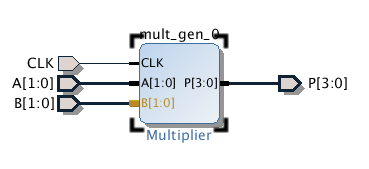 mult_gen_0
CLK CLK
A[1:0] A[1:0] P[3:0] P[3:0]
B[1:0] B[1:0]
Multiplier